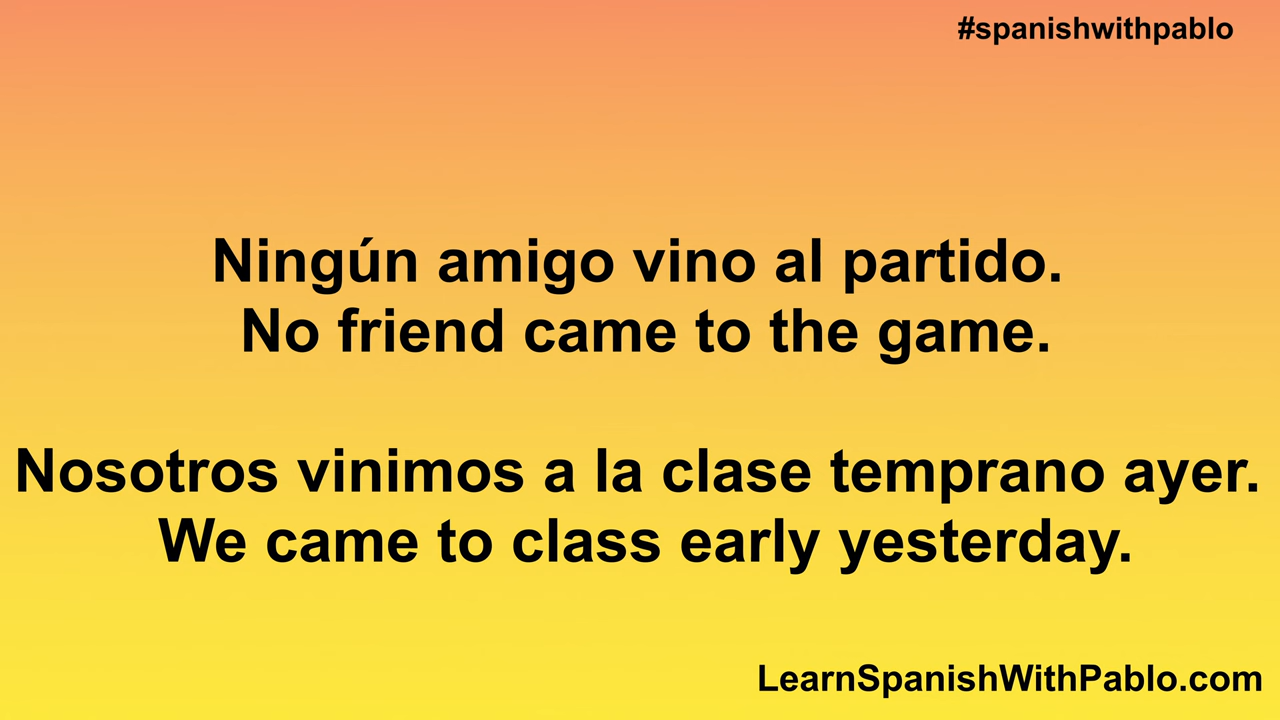 #spanishwithpablo
Ningún amigo vino al partido.
No friend came to the game.
Nosotros vinimos a la clase temprano ayer.
We came to class early yesterday.
LearnSpanishWithPablo.com